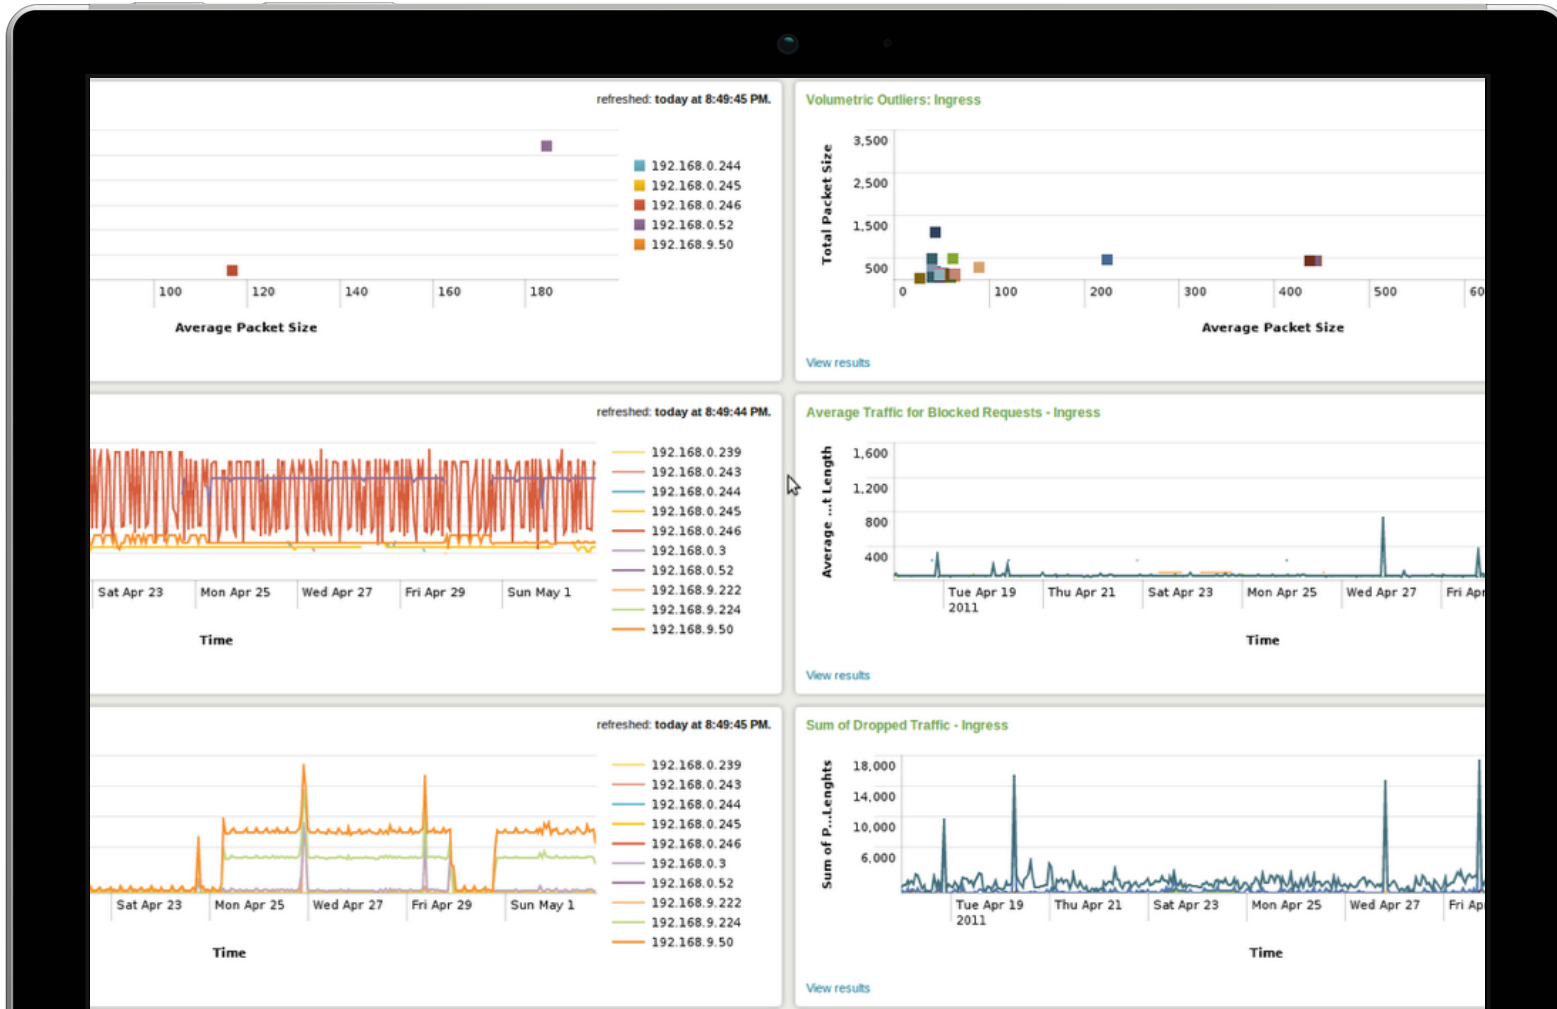 refreshed: today at 8:49:45 PM.
192.168.0.244
192.168.0.245
192.168.0.246
192.168.0.52
192.168.9.50
100 120 140 160 180
Average Packet Size
Volumetric Outliers: Ingress
Total Packet Size
3,500
2,500
1,500
500
0 100 200 300 400 500 60
Average Packet Size
View results
refreshed: today at 8:49:44 PM.
192.168.0.239
192.168.0.243
192.168.0.244
192.168.0.245
192.168.0.246
192.168.0.3
192.168.0.52
192.168.9.222
192.168.9.224
192.168.9.50
Sat Apr 23 Mon Apr 25 Wed Apr 27 Fri Apr 29 Sun May 1
Time
Average Traffic for Blocked Requests - Ingress
Average ...t Length
1,600
1,200
800
400
Tue Apr 19 Thu Apr 21 Sat Apr 23 Mon Apr 25 Wed Apr 27 Fri Apr
2011
Time
View results
refreshed: today at 8:49:45 PM.
192.168.0.239
192.168.0.243
192.168.0.244
192.168.0.245
192.168.0.246
192.168.0.3
192.168.0.52
192.168.9.222
192.168.9.224
192.168.9.50
Sat Apr 23 Mon Apr 25 Wed Apr 27 Fri Apr 29 Sun May 1
Time
Sum of Dropped Traffic - Ingress
Sum of P...Lenghts
18,000
14,000
10,000
6,000
Tue Apr 19 Thu Apr 21 Sat Apr 23 Mon Apr 25 Wed Apr 27 Fri Ap
2011
Time
View results